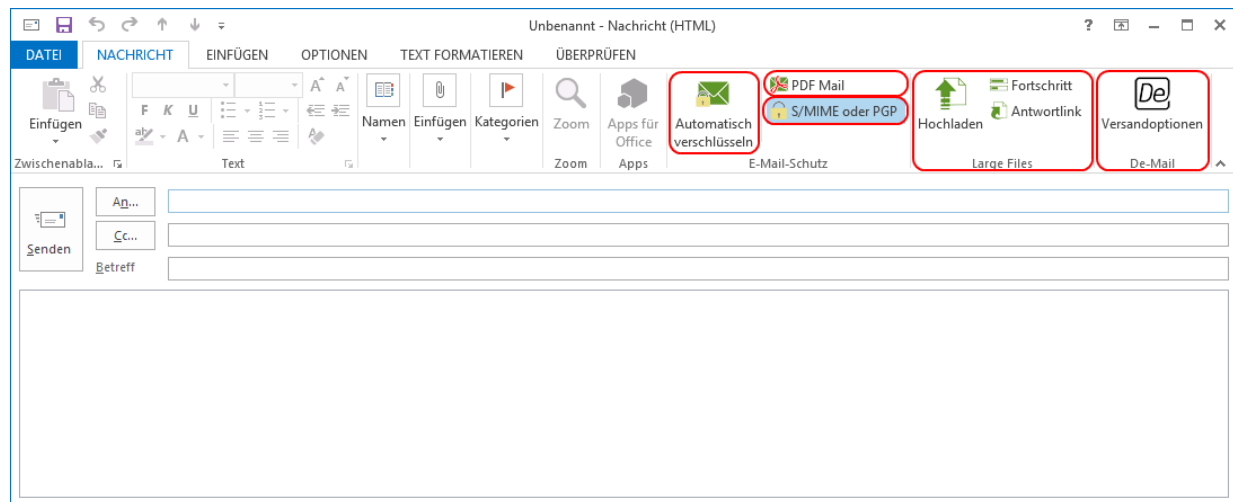 Unbenannt - Nachricht (HTML) ?
DATEI NACHRICHT EINFÜGEN OPTIONEN TEXT FORMATIEREN ÜBERPRÜFEN
Einfügen
Zwischenabla...
F K U
A A
ab A
Text
Namen
Einfügen
Kategorien
Zoom
Zoom
Apps für
Office
Apps
Automatisch
verschlüsseln
PDF Mail
S/MIME oder PGP
E-Mail-Schutz
Hochladen
Fortschritt
Antwortlink
Large Files
De
Versandoptionen
De-Mail
Senden
An...
Cc...
Betreff